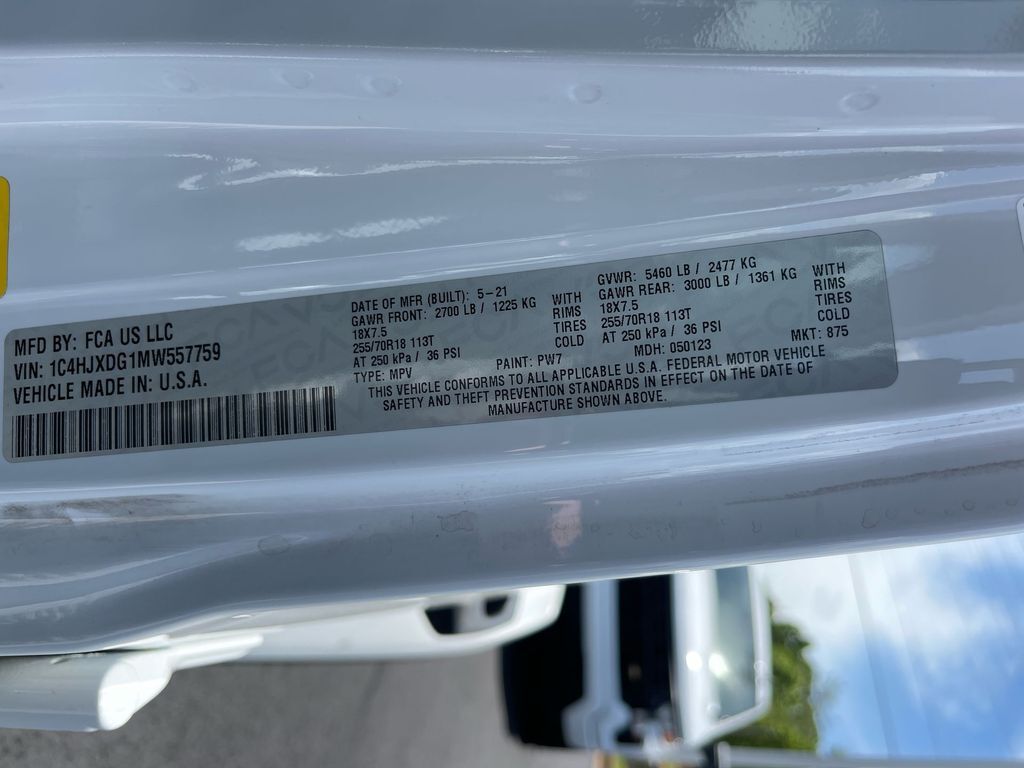 MFD BY: FCA US LLC
VIN: 1C4HJXDG1MW557759
VEHICLE MADE IN: U.S.A.
DATE OF MFR (BUILT): 5-21
GAWR FRONT: 2700 LB / 1225 KG WITH
18X7.5 RIMS
255/70R18 113T TIRES
AT 250 kPa / 36 PSI COLD
TYPE: MPV PAINT: PW7
GVWR: 5460 LB / 2477 KG
GAWR REAR: 3000 LB / 1361 KG WITH
18X7.5 RIMS
255/70R18 113T TIRES
AT 250 kPa / 36 PSI COLD
MDH: 050123 MKT: 875
THIS VEHICLE CONFORMS TO ALL APPLICABLE U.S.A. FEDERAL MOTOR VEHICLE
SAFETY AND THEFT PREVENTION STANDARDS IN EFFECT ON THE DATE OF
MANUFACTURE SHOWN ABOVE.